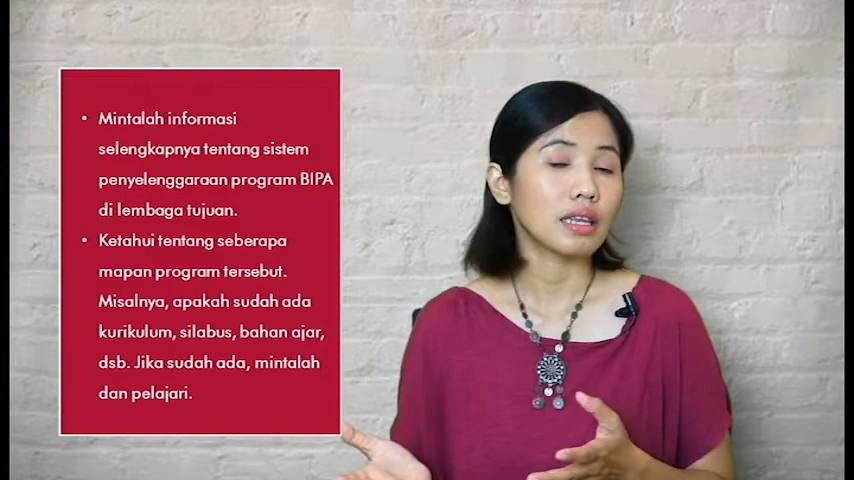 • Mintalah informasi
selengkapnya tentang sistem
penyelenggaraan program BIPA
di lembaga tujuan.
• Ketahui tentang seberapa
mapan program tersebut.
Misalnya, apakah sudah ada
kurikulum, silabus, bahan ajar,
dsb. Jika sudah ada, mintalah
dan pelajari.